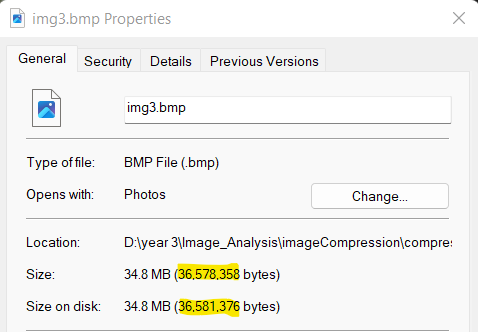 img3.bmp Properties
General Security Details Previous Versions
img3.bmp
Type of file: BMP File (.bmp)
Opens with: Photos Change...
Location: D:\year 3\Image_Analysis\imageCompression\compres
Size: 34.8 MB (36,578,358 bytes)
Size on disk: 34.8 MB (36,581,376 bytes)